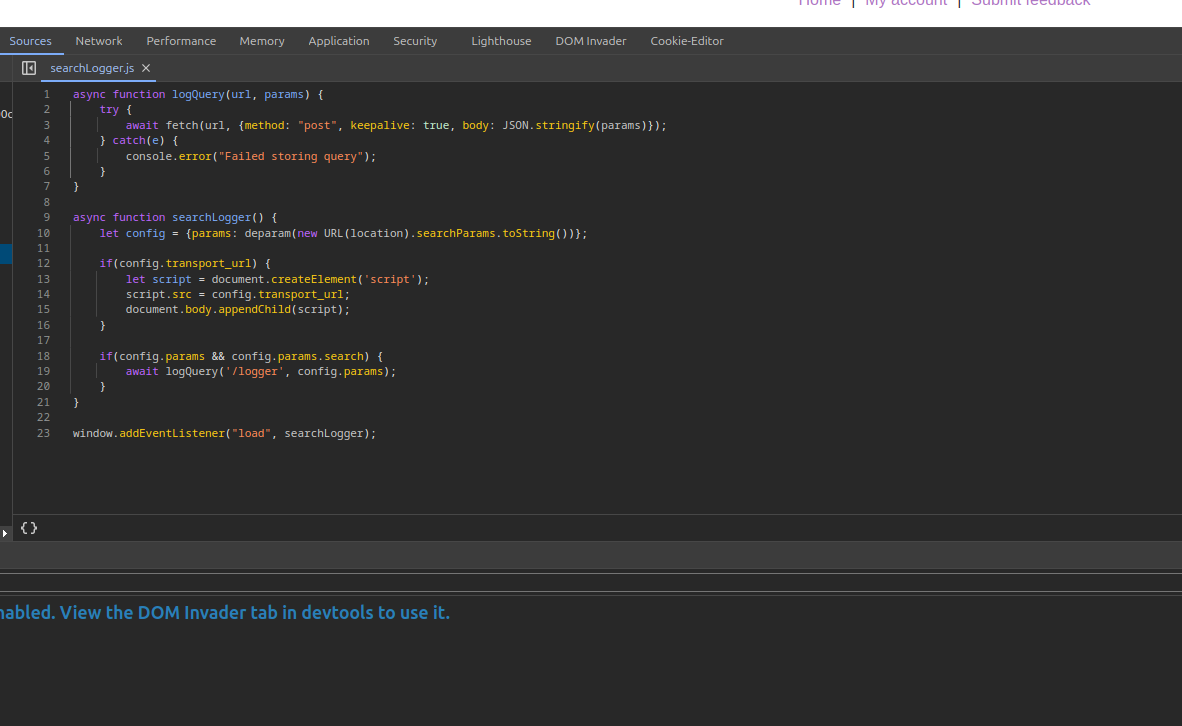 Home | My account | Submit feedback
Sources Network Performance Memory Application Security Lighthouse DOM Invader Cookie-Editor
searchLogger.js ×
1 async function logQuery(url, params) {
2     try {
3         await fetch(url, {method: "post", keepalive: true, body: JSON.stringify(params)});
4     } catch(e) {
5         console.error("Failed storing query");
6     }
7 }
8
9 async function searchLogger() {
10     let config = {params: deparam(new URL(location).searchParams.toString())};
11
12     if(config.transport_url) {
13         let script = document.createElement('script');
14         script.src = config.transport_url;
15         document.body.appendChild(script);
16     }
17
18     if(config.params && config.params.search) {
19         await logQuery('/logger', config.params);
20     }
21 }
22
23 window.addEventListener("load", searchLogger);
{}
nabled. View the DOM Invader tab in devtools to use it.